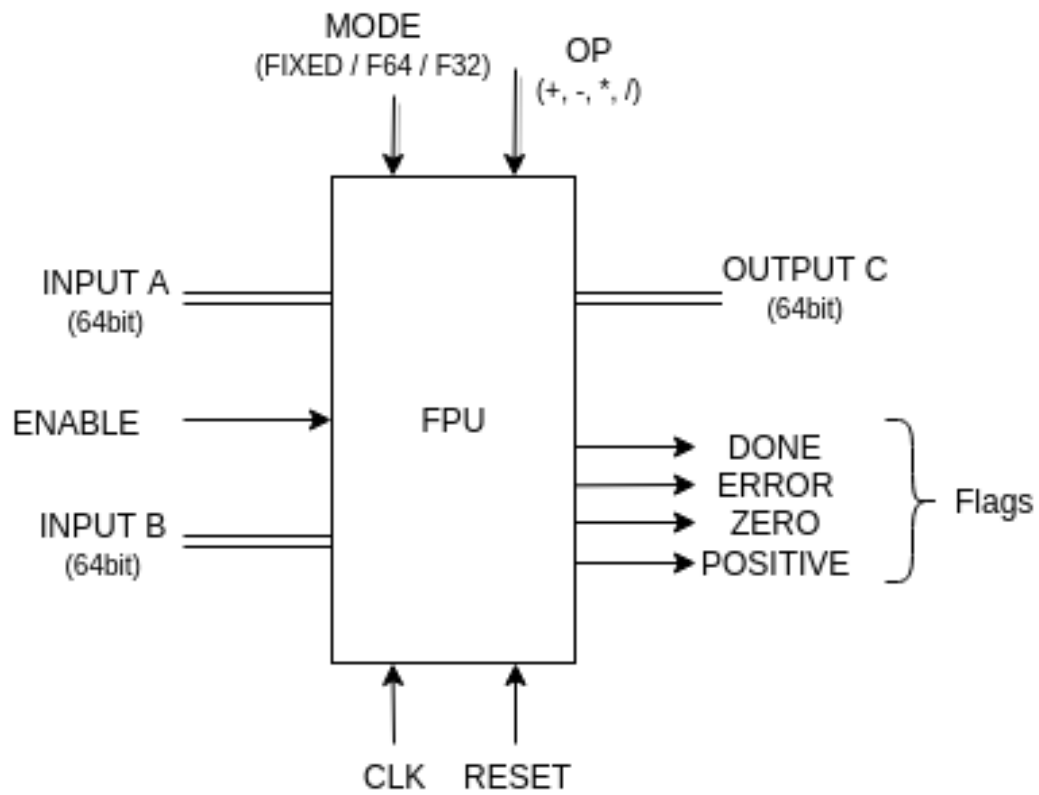 MODE
(FIXED / F64 / F32)
OP
(+, -, *, /)
INPUT A
(64bit)
OUTPUT C
(64bit)
ENABLE
FPU
DONE
ERROR
ZERO
POSITIVE
Flags
INPUT B
(64bit)
CLK
RESET